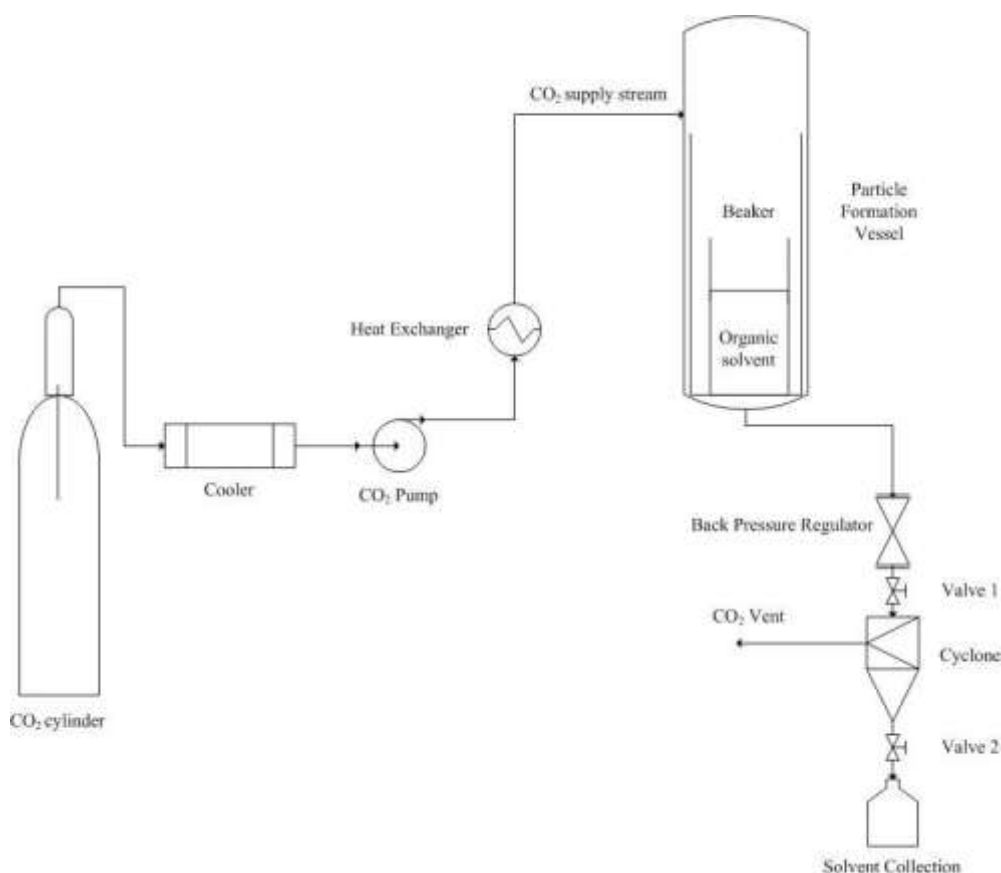 CO₂ supply stream
Beaker
Particle
Formation
Vessel
Heat Exchanger
Organic
solvent
Cooler
CO₂ Pump
Back Pressure Regulator
Valve 1
CO₂ Vent
Cyclone
CO₂ cylinder
Valve 2
Solvent Collection